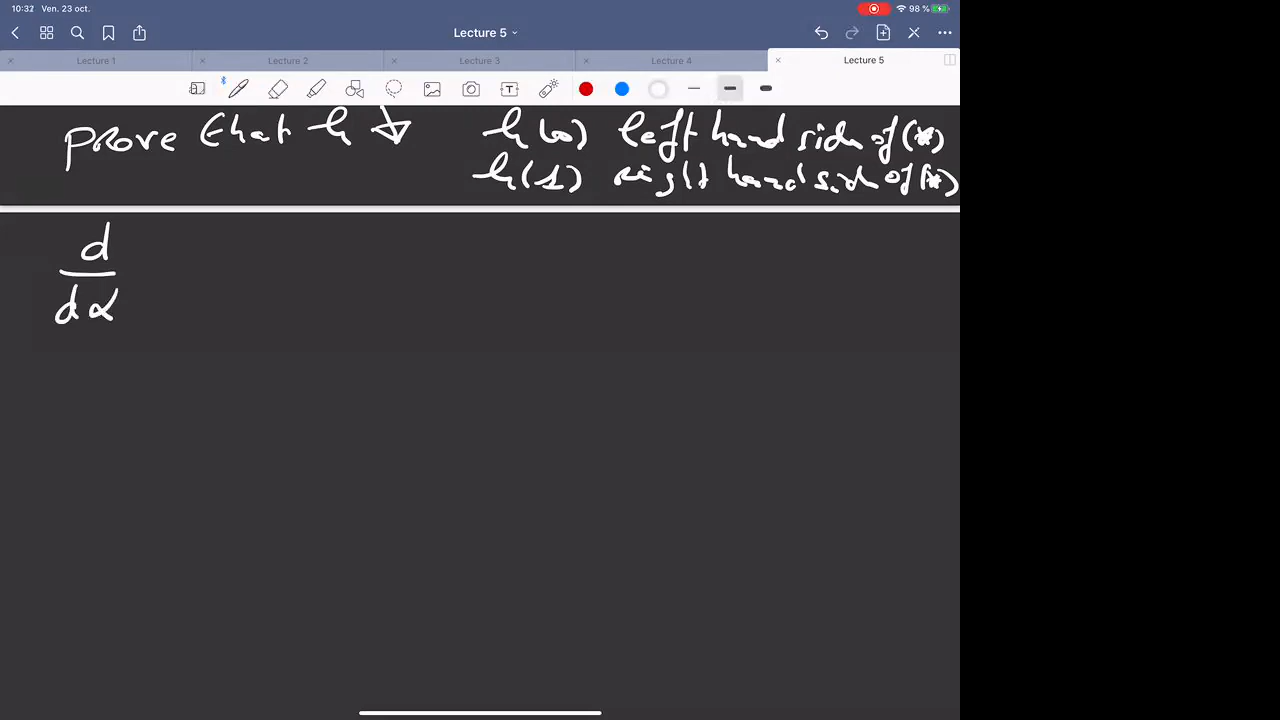 10:32 Ven. 23 oct. 98 %
Lecture 5
Lecture 1 Lecture 2 Lecture 3 Lecture 4 Lecture 5
prove that h ↓ h(0) left hand side of (*)
h(1) right hand side of (*)
d
dα